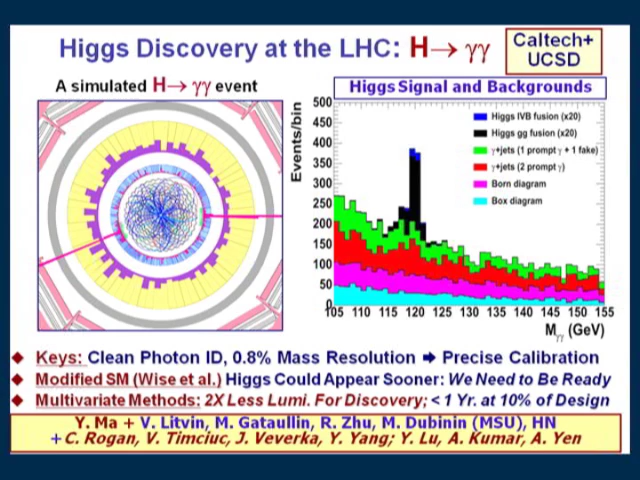 Higgs Discovery at the LHC: H→ γγ
Caltech+
UCSD
A simulated H→ γγ event
Higgs Signal and Backgrounds
Events/bin
500
450
400
350
300
250
200
150
100
50
0
Higgs IVB fusion (x20)
Higgs gg fusion (x20)
γ+jets (1 prompt γ + 1 fake)
γ+jets (2 prompt γ)
Born diagram
Box diagram
105 110 115 120 125 130 135 140 145 150 155
Mγγ (GeV)
◆ Keys: Clean Photon ID, 0.8% Mass Resolution ➡ Precise Calibration
◆ Modified SM (Wise et al.) Higgs Could Appear Sooner: We Need to Be Ready
◆ Multivariate Methods: 2X Less Lumi. For Discovery; < 1 Yr. at 10% of Design
Y. Ma + V. Litvin, M. Gataullin, R. Zhu, M. Dubinin (MSU), HN
+ C. Rogan, V. Timciuc, J. Veverka, Y. Yang; Y. Lu, A. Kumar, A. Yen